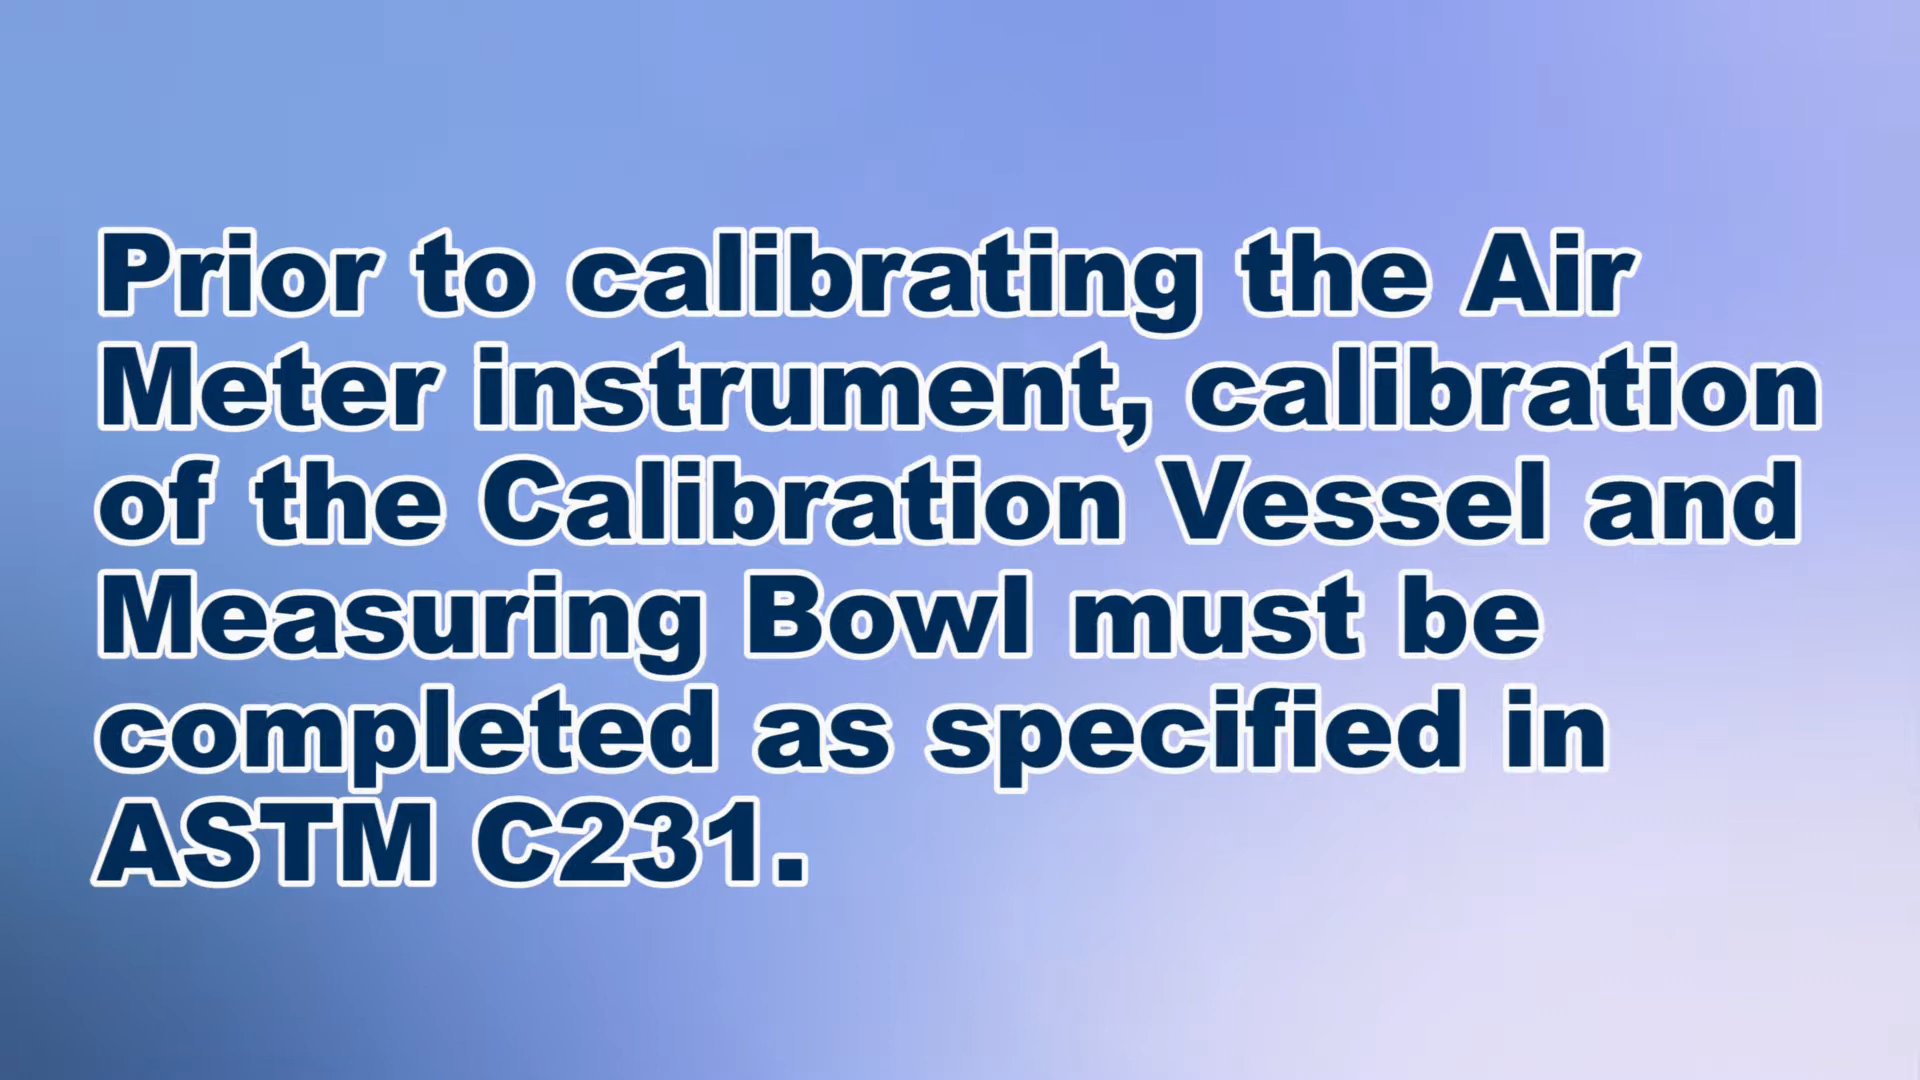 Prior to calibrating the Air
Meter instrument, calibration
of the Calibration Vessel and
Measuring Bowl must be
completed as specified in
ASTM C231.